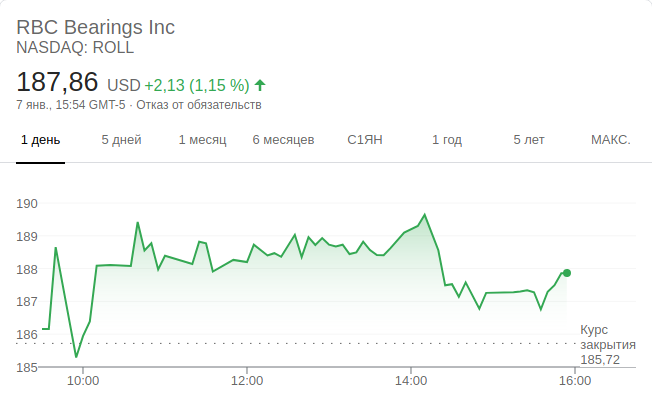 RBC Bearings Inc
NASDAQ: ROLL
187,86 USD +2,13 (1,15 %)
7 янв., 15:54 GMT-5 · Отказ от обязательств
1 день 5 дней 1 месяц 6 месяцев С1ЯН 1 год 5 лет МАКС.
190
189
188
187
186
185
Курс
закрытия
185,72
10:00 12:00 14:00 16:00